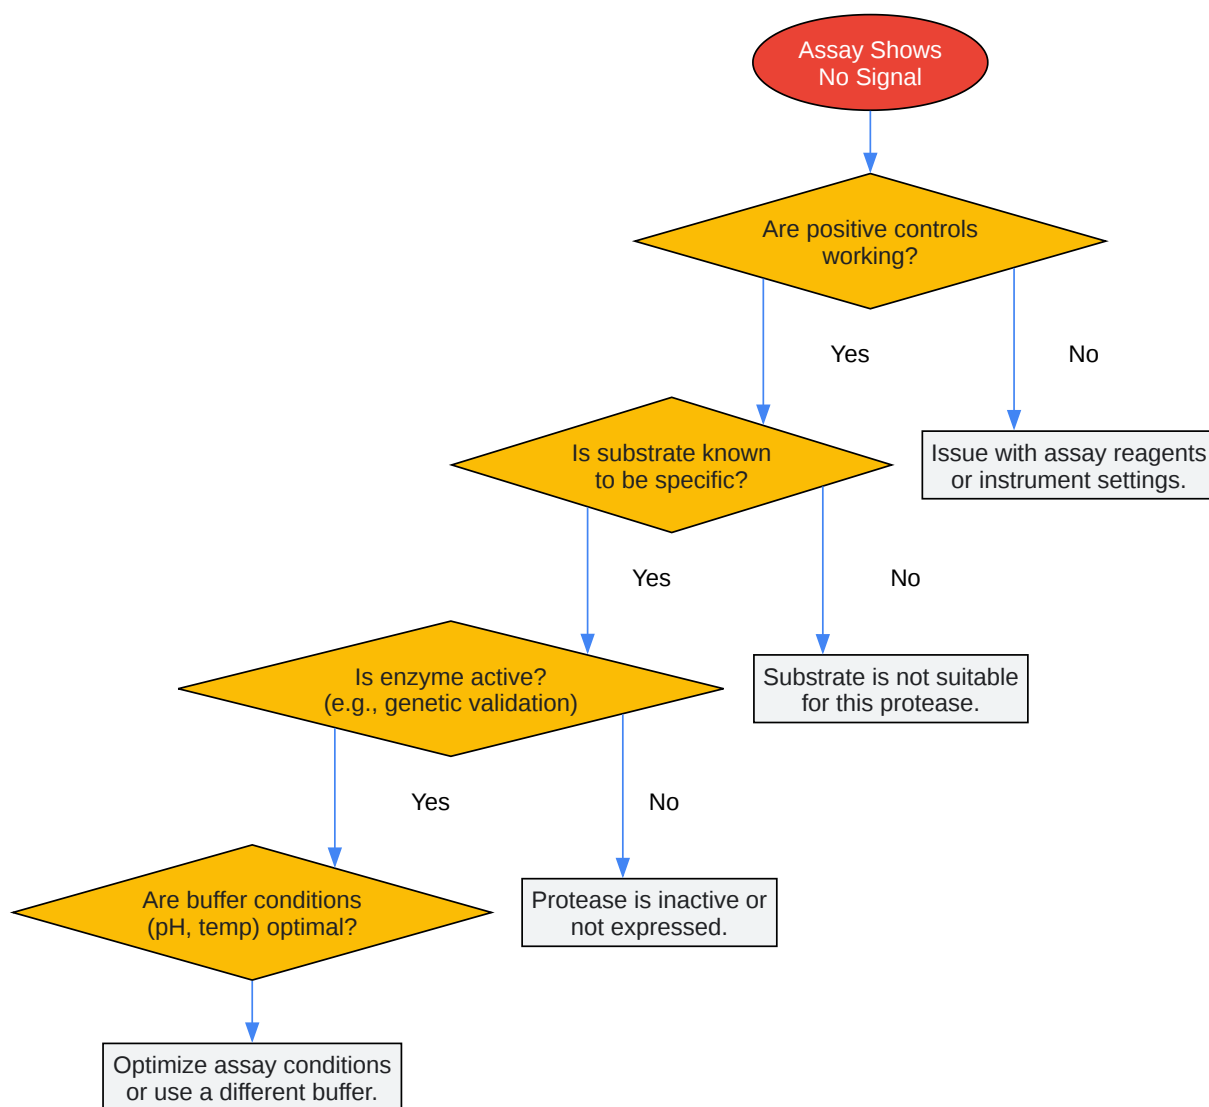 Assay Shows
No Signal
Are positive controls
working?
Yes
No
Is substrate known
to be specific?
Issue with assay reagents
or instrument settings.
Yes
No
Is enzyme active?
(e.g., genetic validation)
Substrate is not suitable
for this protease.
Yes
No
Are buffer conditions
(pH, temp) optimal?
Protease is inactive or
not expressed.
Optimize assay conditions
or use a different buffer.